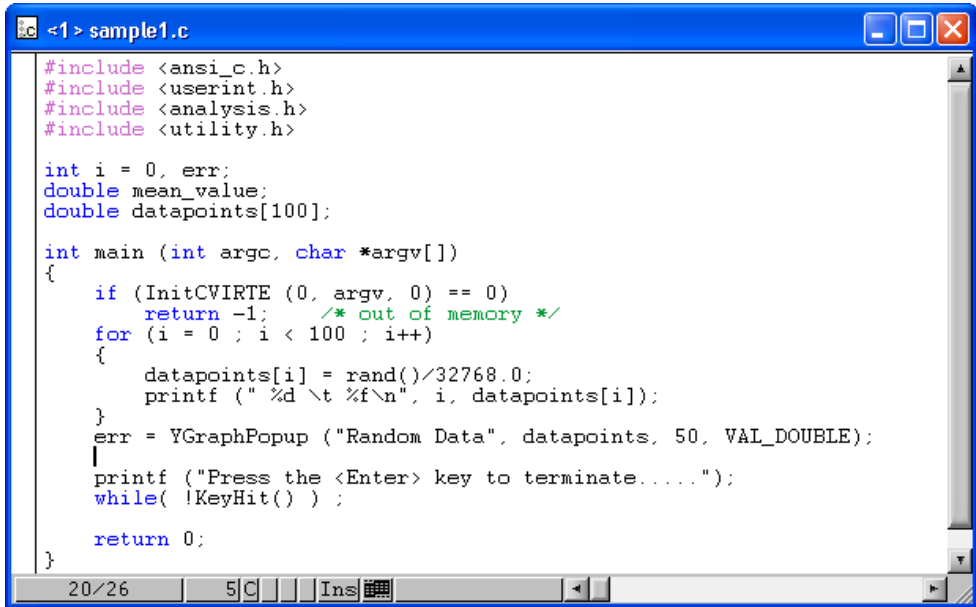 <1> sample1.c
#include <ansi_c.h>
#include <userint.h>
#include <analysis.h>
#include <utility.h>
int i = 0, err;
double mean_value;
double datapoints[100];
int main (int argc, char *argv[])
{
if (InitCVIRTE (0, argv, 0) == 0)
return -1; /* out of memory */
for (i = 0 ; i < 100 ; i++)
{
datapoints[i] = rand()/32768.0;
printf (" %d \t %f\n", i, datapoints[i]);
}
err = YGraphPopup ("Random Data", datapoints, 50, VAL_DOUBLE);
printf ("Press the <Enter> key to terminate.....");
while( !KeyHit() ) ;
return 0;
}
20/26 5 C Ins